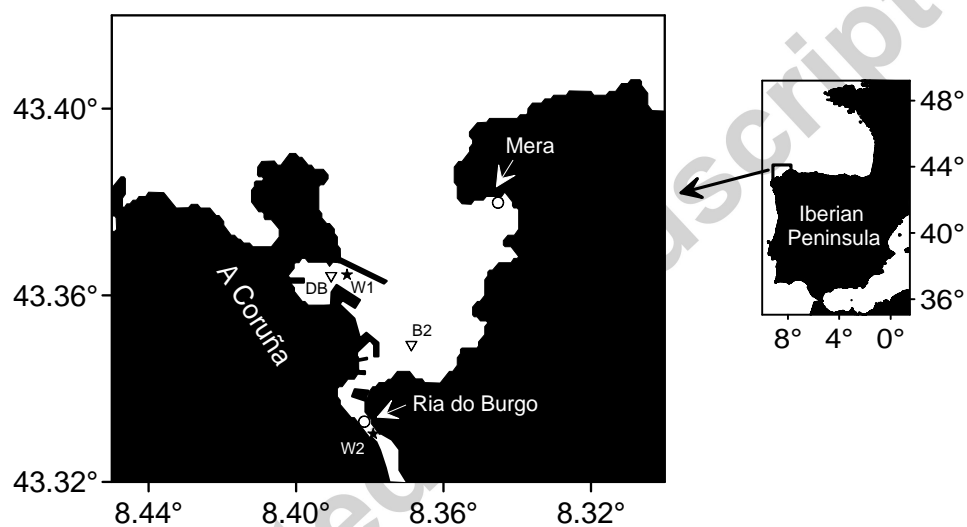 43.40°
43.36°
43.32°
8.44°
8.40°
8.36°
8.32°
Mera
A Coruña
DB
W1
B2
Ria do Burgo
W2
48°
44°
40°
36°
8°
4°
0°
Iberian
Peninsula